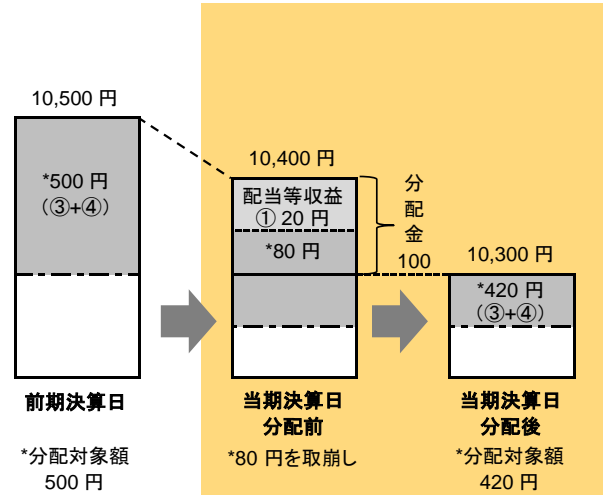 10,500 円
*500 円
(③+④)
前期決算日
*分配対象額
500 円
10,400 円
配当等収益
① 20 円
*80 円
分
配
金
100
当期決算日
分配前
*80 円を取崩し
10,300 円
*420 円
(③+④)
当期決算日
分配後
*分配対象額
420 円